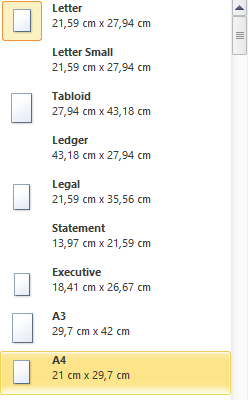 Letter
21,59 cm x 27,94 cm
Letter Small
21,59 cm x 27,94 cm
Tabloid
27,94 cm x 43,18 cm
Ledger
43,18 cm x 27,94 cm
Legal
21,59 cm x 35,56 cm
Statement
13,97 cm x 21,59 cm
Executive
18,41 cm x 26,67 cm
A3
29,7 cm x 42 cm
A4
21 cm x 29,7 cm